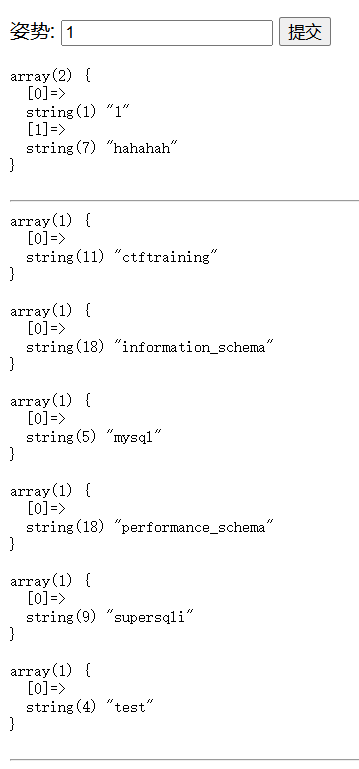 姿势: 1 提交
array(2) {
  [0]=>
  string(1) "1"
  [1]=>
  string(7) "hahahah"
}
array(1) {
  [0]=>
  string(11) "ctftraining"
}
array(1) {
  [0]=>
  string(18) "information_schema"
}
array(1) {
  [0]=>
  string(5) "mysql"
}
array(1) {
  [0]=>
  string(18) "performance_schema"
}
array(1) {
  [0]=>
  string(9) "supersqli"
}
array(1) {
  [0]=>
  string(4) "test"
}